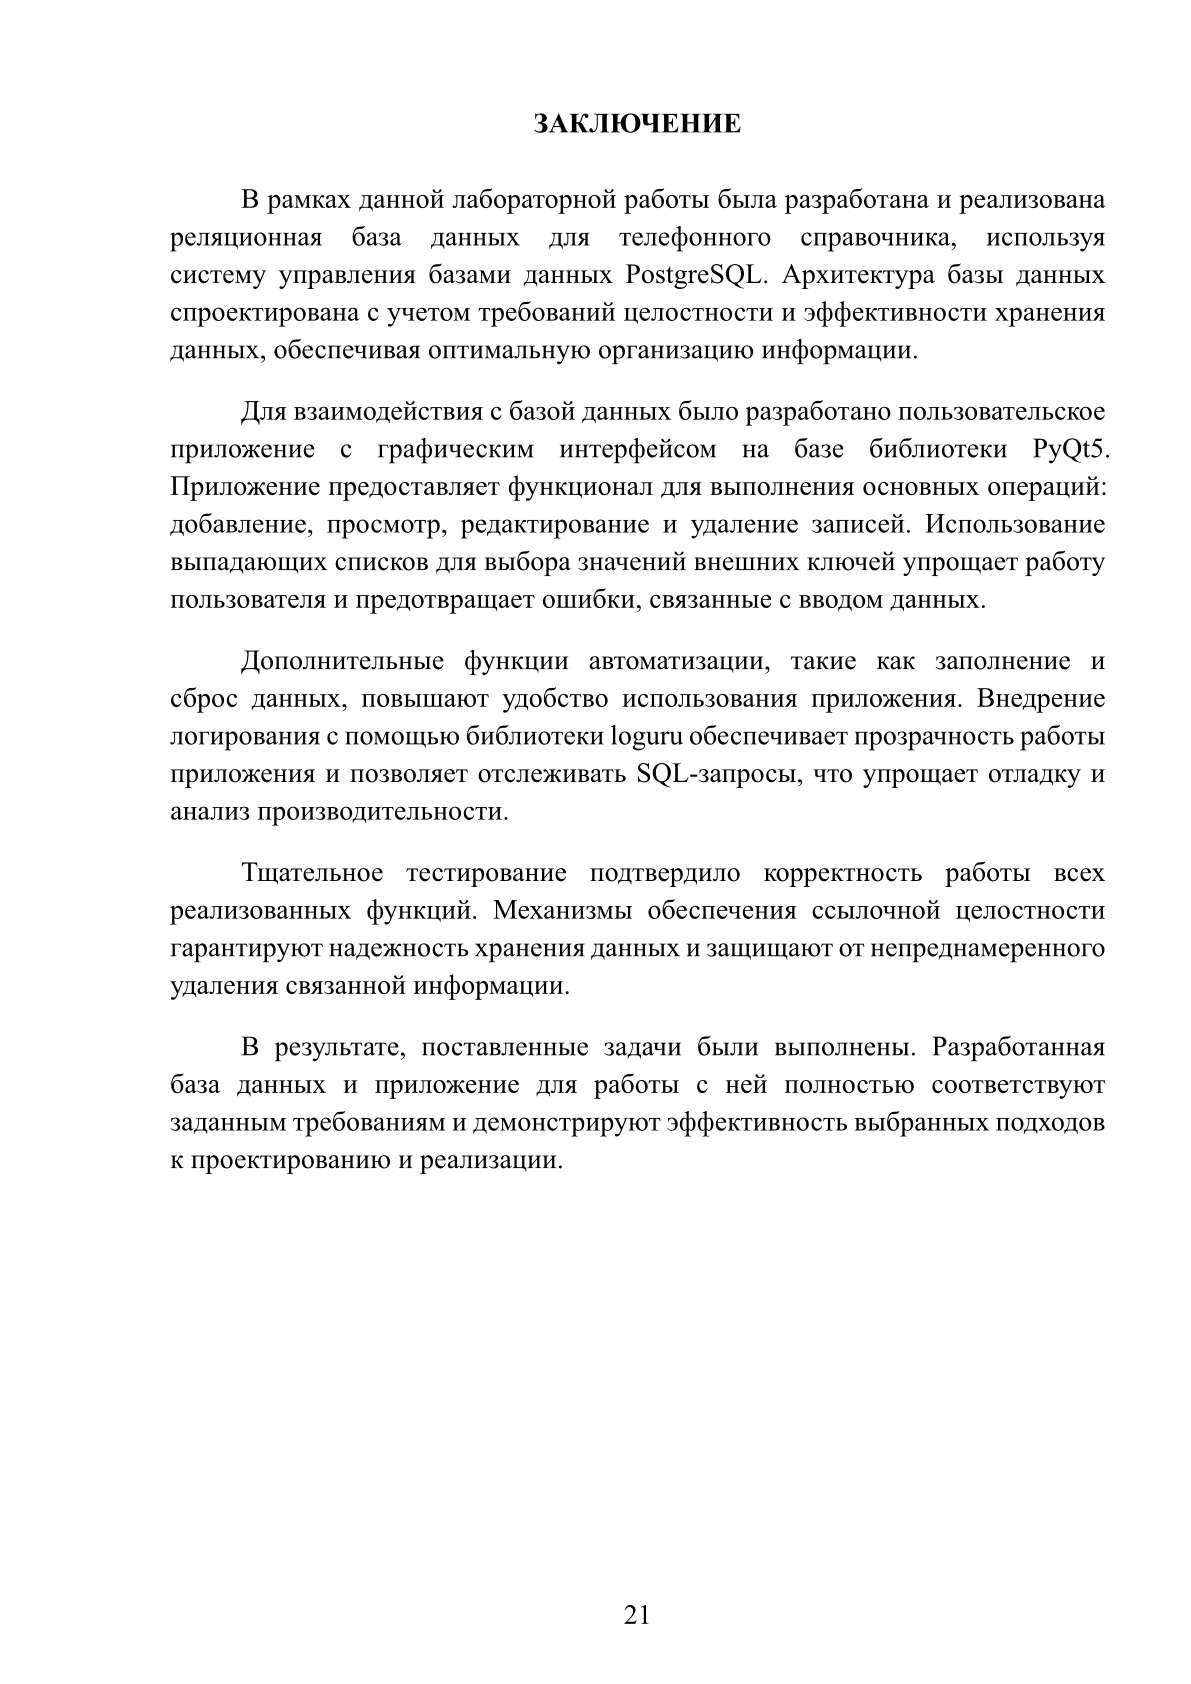 ЗАКЛЮЧЕНИЕ
В рамках данной лабораторной работы была разработана и реализована
реляционная база данных для телефонного справочника, используя
систему управления базами данных PostgreSQL. Архитектура базы данных
спроектирована с учетом требований целостности и эффективности хранения
данных, обеспечивая оптимальную организацию информации.
Для взаимодействия с базой данных было разработано пользовательское
приложение с графическим интерфейсом на базе библиотеки PyQt5.
Приложение предоставляет функционал для выполнения основных операций:
добавление, просмотр, редактирование и удаление записей. Использование
выпадающих списков для выбора значений внешних ключей упрощает работу
пользователя и предотвращает ошибки, связанные с вводом данных.
Дополнительные функции автоматизации, такие как заполнение и
сброс данных, повышают удобство использования приложения. Внедрение
логирования с помощью библиотеки loguru обеспечивает прозрачность работы
приложения и позволяет отслеживать SQL-запросы, что упрощает отладку и
анализ производительности.
Тщательное тестирование подтвердило корректность работы всех
реализованных функций. Механизмы обеспечения ссылочной целостности
гарантируют надежность хранения данных и защищают от непреднамеренного
удаления связанной информации.
В результате, поставленные задачи были выполнены. Разработанная
база данных и приложение для работы с ней полностью соответствуют
заданным требованиям и демонстрируют эффективность выбранных подходов
к проектированию и реализации.
21